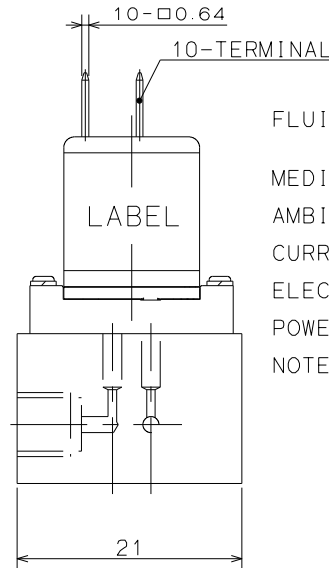 10-□0.64
10-TERMINAL
FLUI
LABEL
MEDI
AMBI
CURR
ELEC
POWE
NOTE
21